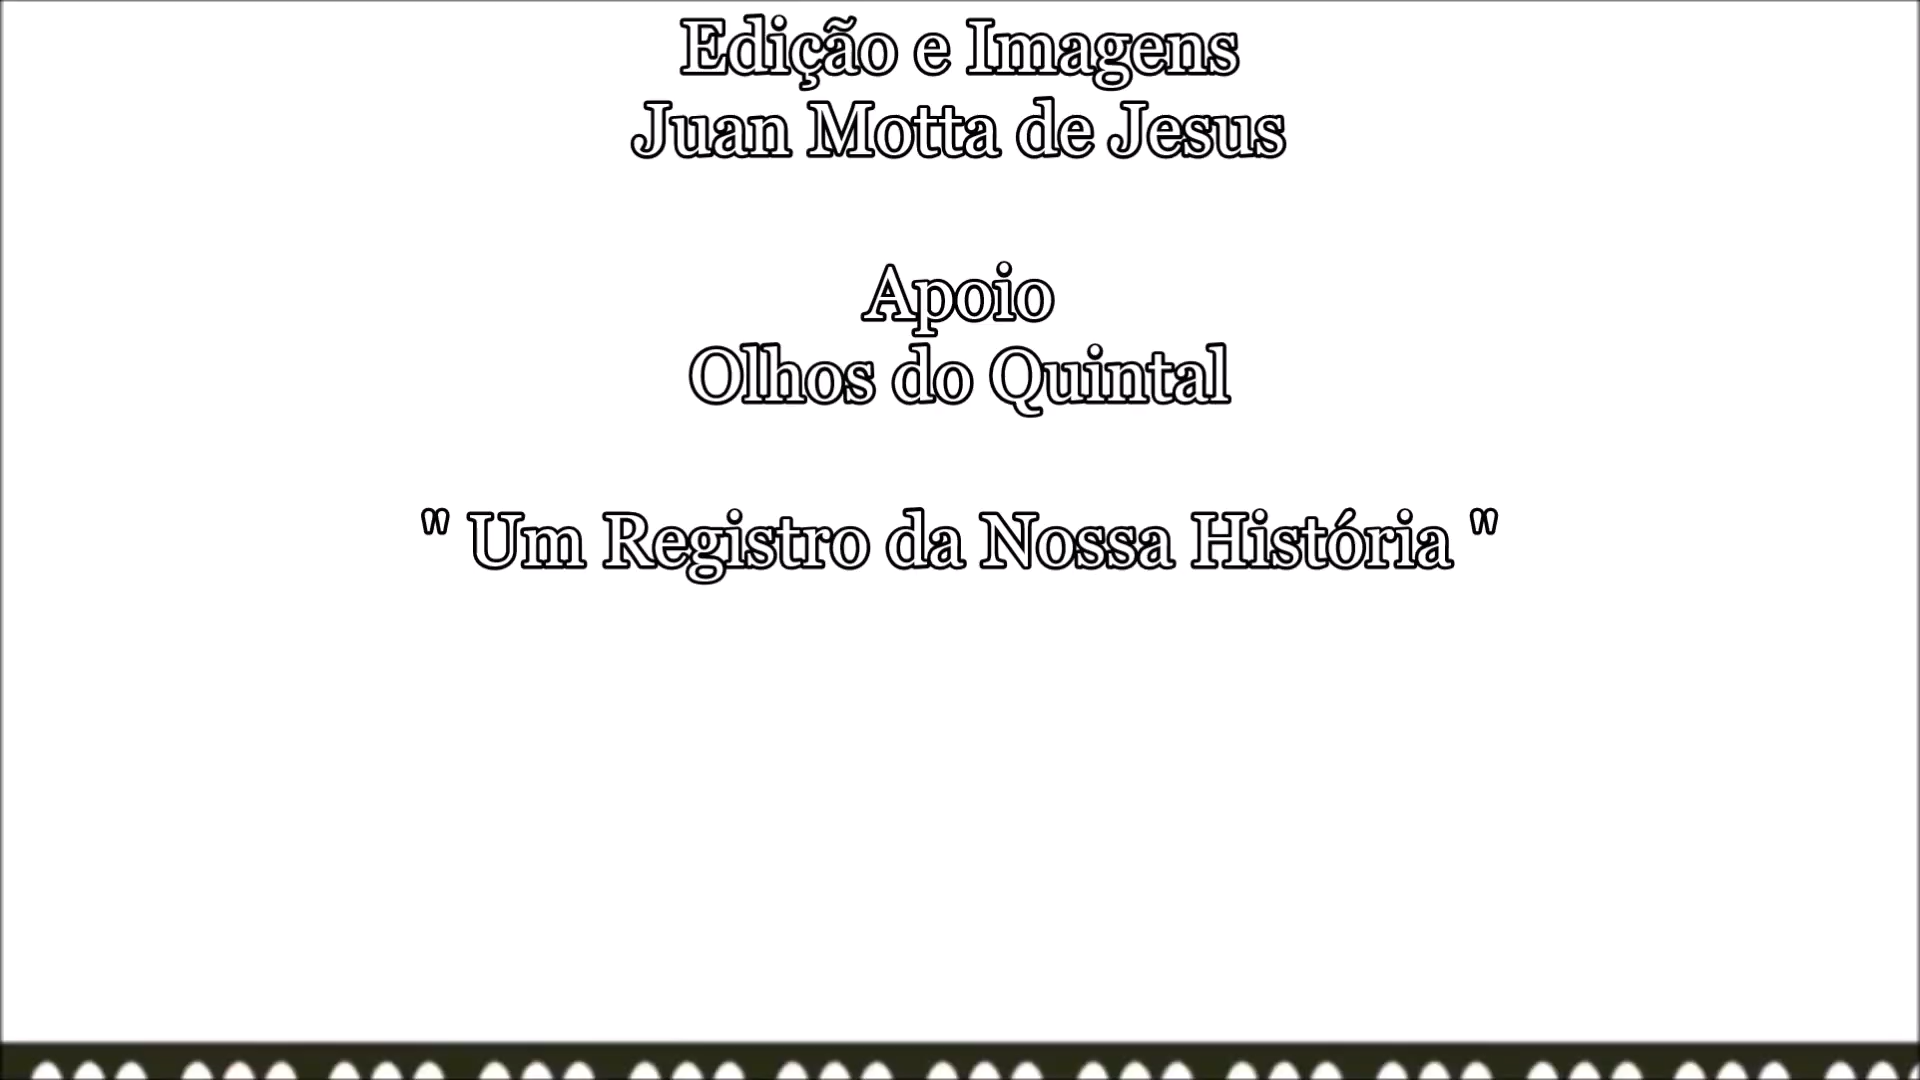 Edição e Imagens
Juan Motta de Jesus
Apoio
Olhos do Quintal
" Um Registro da Nossa História "